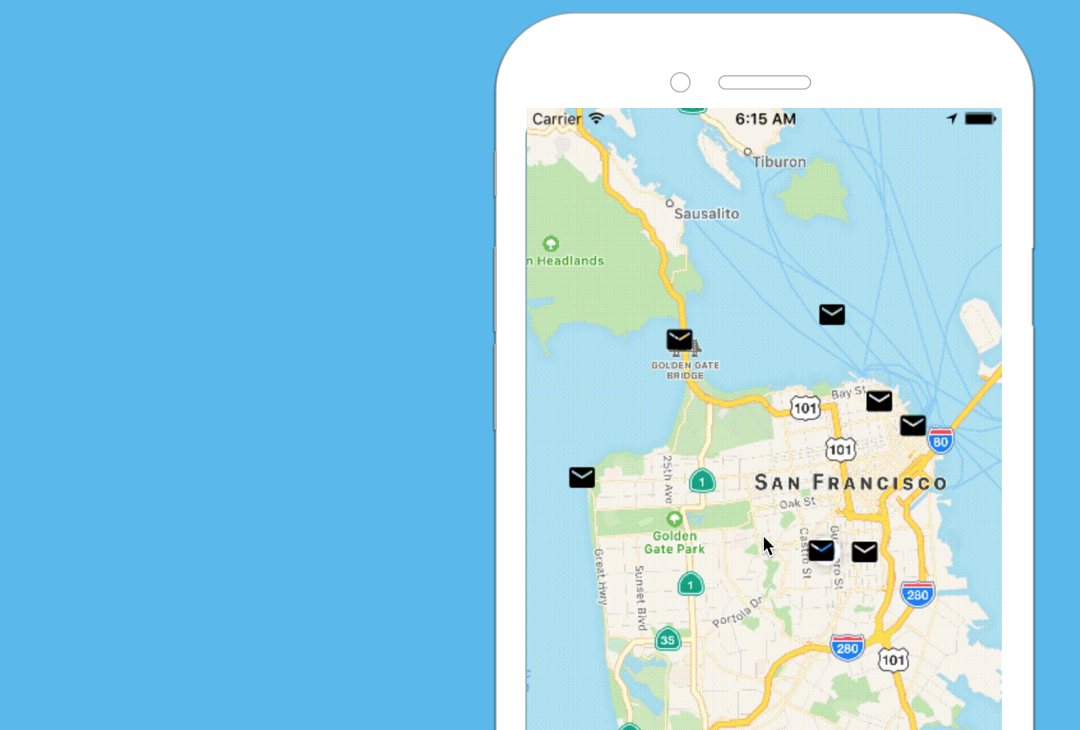 Carrier 6:15 AM
Tiburon
Sausalito
n Headlands
GOLDEN GATE
BRIDGE
Bay St
101
101
80
25th Ave
1
SAN FRANCISCO
Oak St
Golden
Gate Park
Castro St
Great Hwy
Sunset Blvd
1
280
Portola Dr
35
280
101